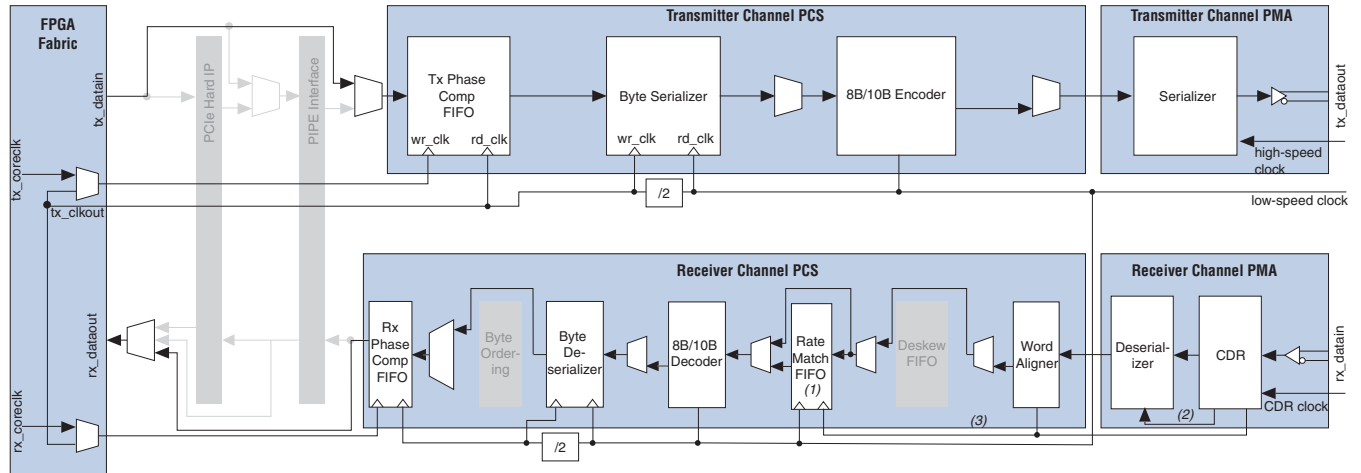 FPGA
Fabric
Transmitter Channel PCS
Transmitter Channel PMA
tx_datain
PCIe Hard IP
PIPE Interface
Tx Phase
Comp
FIFO
wr_clk
rd_clk
Byte Serializer
wr_clk
rd_clk
8B/10B Encoder
Serializer
tx_dataout
high-speed
clock
tx_coreclk
tx_clkout
/2
low-speed clock
Receiver Channel PCS
Receiver Channel PMA
rx_dataout
Rx
Phase
Comp
FIFO
Byte
Order-
ing
Byte
De-
serializer
8B/10B
Decoder
Rate
Match
FIFO
(1)
Deskew
FIFO
Word
Aligner
Deserial-
izer
CDR
rx_datain
CDR clock
(2)
(3)
rx_coreclk
/2